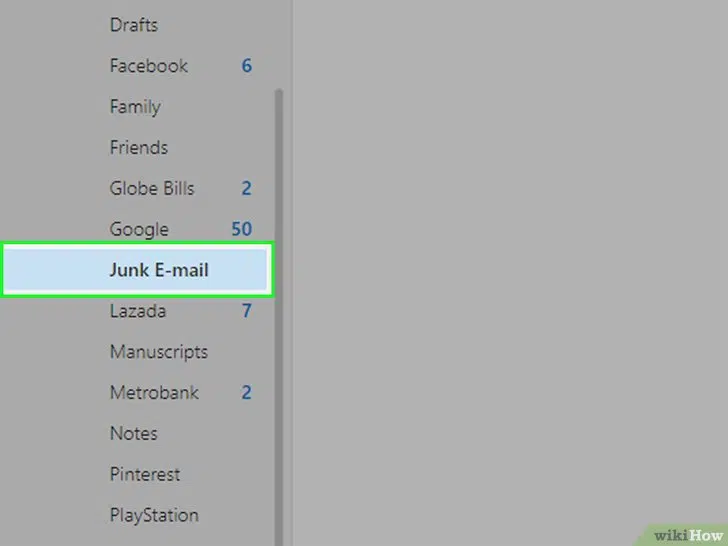 Drafts
Facebook 6
Family
Friends
Globe Bills 2
Google 50
Junk E-mail
Lazada 7
Manuscripts
Metrobank 2
Notes
Pinterest
PlayStation
wikiHow